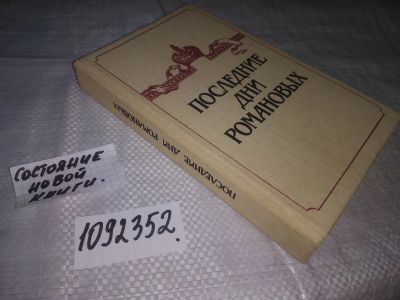 ПОСЛЕДНИЕ
ДНИ
РОМАНОВЫХ
ПОСЛЕДНИЕ ДНИ РОМАНОВЫХ
СОСТОЯНИЕ
НОВОЙ
КНИГИ.
1092352.